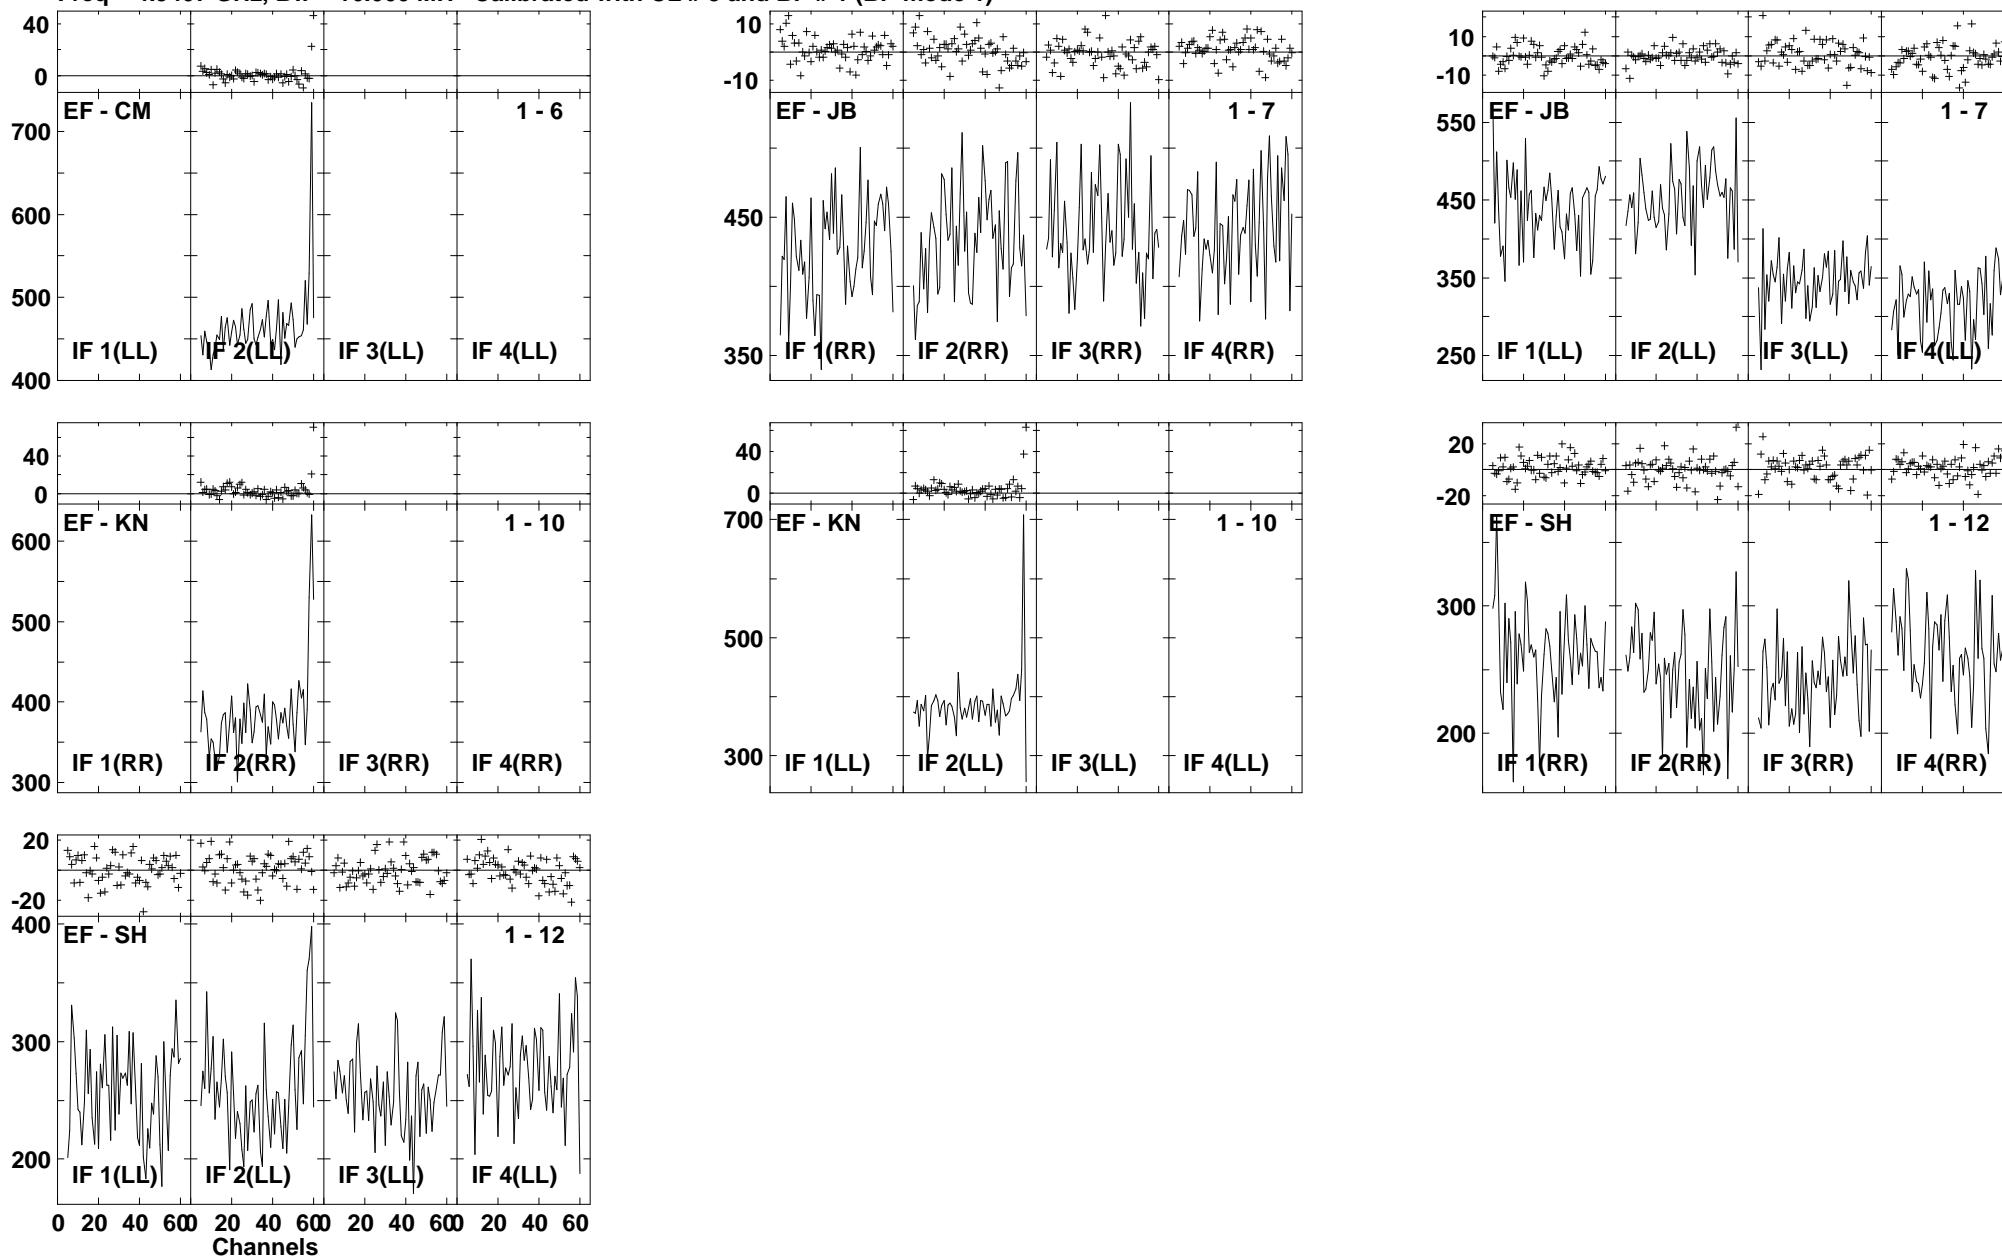 40
0
EF - CM
1 - 6
700
600
500
400
IF 1(LL) IF 2(LL) IF 3(LL) IF 4(LL)
10
-10
EF - JB
1 - 7
450
350
IF 1(RR) IF 2(RR) IF 3(RR) IF 4(RR)
10
-10
EF - JB
1 - 7
550
450
350
250
IF 1(LL) IF 2(LL) IF 3(LL) IF 4(LL)
40
0
EF - KN
1 - 10
600
500
400
300
IF 1(RR) IF 2(RR) IF 3(RR) IF 4(RR)
40
0
EF - KN
1 - 10
700
500
300
IF 1(LL) IF 2(LL) IF 3(LL) IF 4(LL)
20
-20
EF - SH
1 - 12
300
200
IF 1(RR) IF 2(RR) IF 3(RR) IF 4(RR)
20
-20
EF - SH
1 - 12
400
300
200
IF 1(LL) IF 2(LL) IF 3(LL) IF 4(LL)
0 20 40 60 0 20 40 60 0 20 40 60 0 20 40 60
Channels